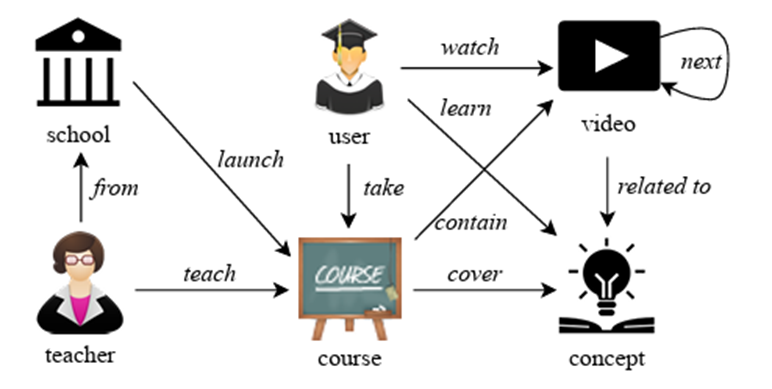 watch
next
learn
school
user
video
launch
from
take
related to
contain
teach
COURSE
cover
teacher
course
concept